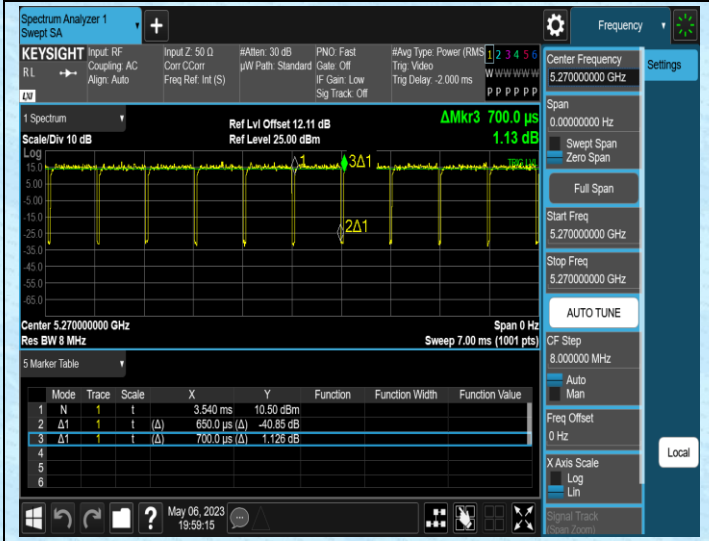 Spectrum Analyzer 1
Swept SA
+
Frequency
KEYSIGHT
RL
LXI
Input: RF
Coupling: AC
Align: Auto
Input Z: 50 Ω
Corr CCorr
Freq Ref: Int (S)
#Atten: 30 dB
µW Path: Standard
PNO: Fast
Gate: Off
IF Gain: Low
Sig Track: Off
#Avg Type: Power (RMS
Trig: Video
Trig Delay: -2.000 ms
1 2 3 4 5 6
W W W W W W
P P P P P P
1 Spectrum
Scale/Div 10 dB
Ref Lvl Offset 12.11 dB
Ref Level 25.00 dBm
ΔMkr3 700.0 µs
1.13 dB
Log
15.0
5.00
-5.00
-15.0
-25.0
-35.0
-45.0
-55.0
-65.0
1
3Δ1
2Δ1
Center 5.270000000 GHz
Res BW 8 MHz
Span 0 Hz
Sweep 7.00 ms (1001 pts)
5 Marker Table
Mode Trace Scale X Y Function Function Width Function Value
1 N 1 t 3.540 ms 10.50 dBm
2 Δ1 1 t (Δ) 650.0 µs (Δ) -40.85 dB
3 Δ1 1 t (Δ) 700.0 µs (Δ) 1.126 dB
4
5
6
?
May 06, 2023
19:59:15
Center Frequency
5.270000000 GHz
Span
0.00000000 Hz
Swept Span
Zero Span
Full Span
Start Freq
5.270000000 GHz
Stop Freq
5.270000000 GHz
AUTO TUNE
CF Step
8.000000 MHz
Auto
Man
Freq Offset
0 Hz
X Axis Scale
Log
Lin
Signal Track
(Span Zoom)
Settings
Local